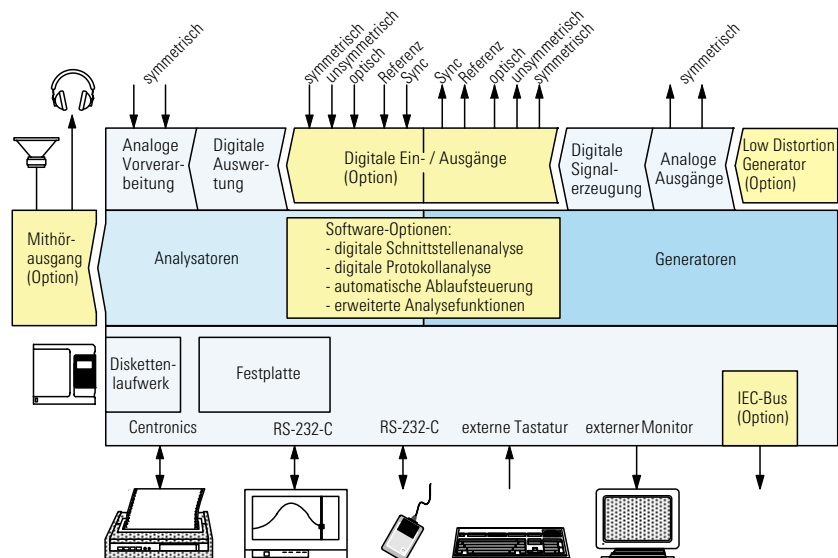 symmetrisch
symmetrisch
unsymmetrisch
optisch
Referenz
Sync
Sync
Referenz
optisch
unsymmetrisch
symmetrisch
symmetrisch
Analoge
Vorverar-
beitung
Digitale
Auswer-
tung
Digitale Ein- / Ausgänge
(Option)
Digitale
Signal-
erzeugung
Analoge
Ausgänge
Low Distortion
Generator
(Option)
Mithör-
ausgang
(Option)
Analysatoren
Software-Optionen:
- digitale Schnittstellenanalyse
- digitale Protokollanalyse
- automatische Ablaufsteuerung
- erweiterte Analysefunktionen
Generatoren
Disketten-
laufwerk
Festplatte
IEC-Bus
(Option)
Centronics
RS-232-C
RS-232-C
externe Tastatur
externer Monitor